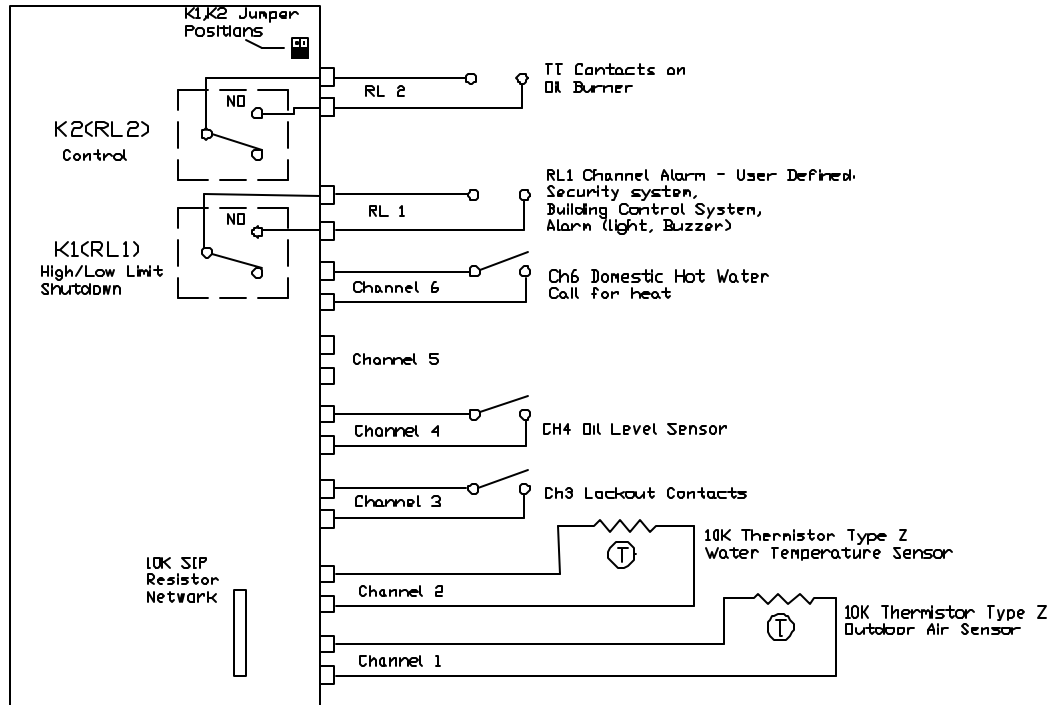 K1,K2 Jumper
Positions
TT Contacts on
Oil Burner
RL 2
NO
K2(RL2)
Control
RL1 Channel Alarm - User Defined:
Security system,
Building Control System,
Alarm (light, Buzzer)
RL 1
NO
K1(RL1)
High/Low Limit
Shutdown
Ch6 Domestic Hot Water
Call for heat
Channel 6
Channel 5
Channel 4
CH4 Oil Level Sensor
Channel 3
Ch3 Lockout Contacts
10K Thermistor Type Z
Water Temperature Sensor
T
10K SIP
Resistor
Network
Channel 2
10K Thermistor Type Z
Outdoor Air Sensor
T
Channel 1